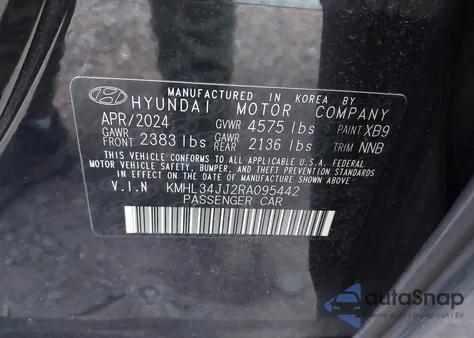 MANUFACTURED IN KOREA BY
HYUNDAI MOTOR COMPANY
APR/2024 GVWR 4575 lbs PAINT XB9
GAWR FRONT 2383 lbs GAWR REAR 2136 lbs TRIM NNB
THIS VEHICLE CONFORMS TO ALL APPLICABLE U.S.A. FEDERAL
MOTOR VEHICLE SAFETY, BUMPER, AND THEFT PREVENTION STANDARDS
IN EFFECT ON THE DATE OF MANUFACTURE SHOWN ABOVE.
V.I.N KMHL34JJ2RA095442
PASSENGER CAR
autoSnap